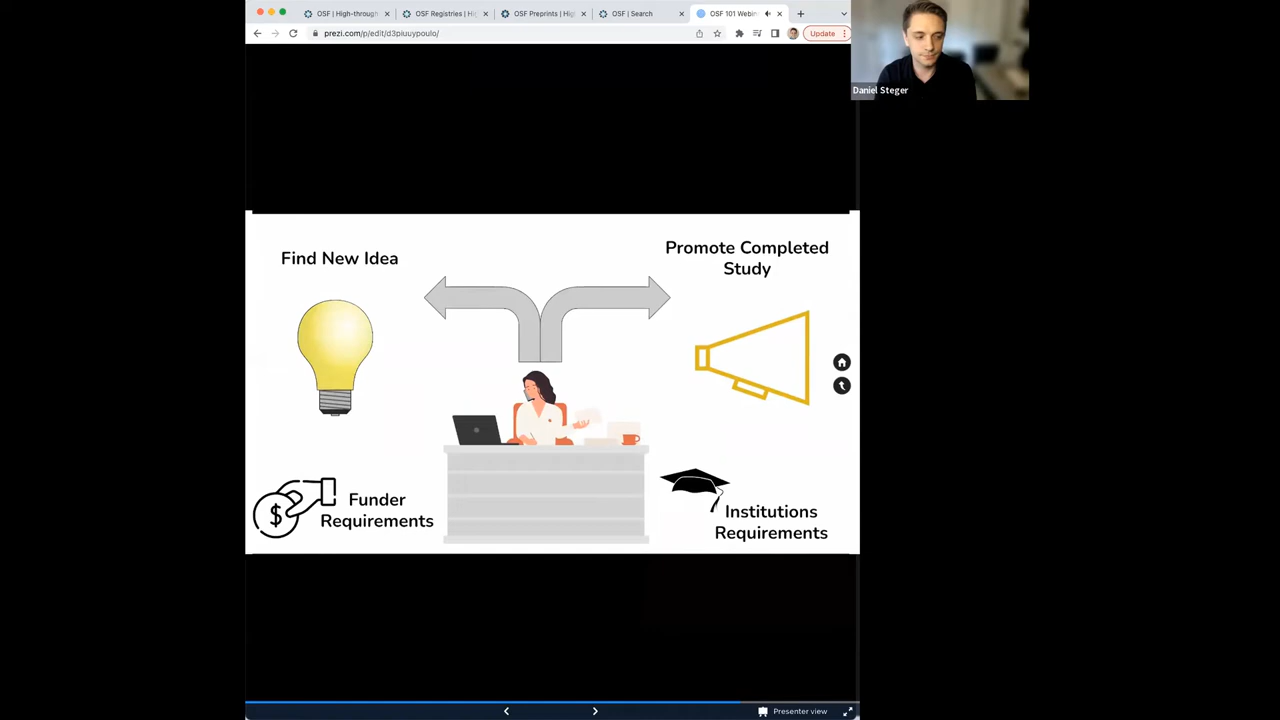 OSF | High-through
OSF Registries | Hi
OSF Preprints | Hig
OSF | Search
OSF 101 Webin
prezi.com/p/edit/d3piuuypoulo/
Update
Daniel Steger
Find New Idea
Promote Completed
Study
$
Funder
Requirements
Institutions
Requirements
Presenter view